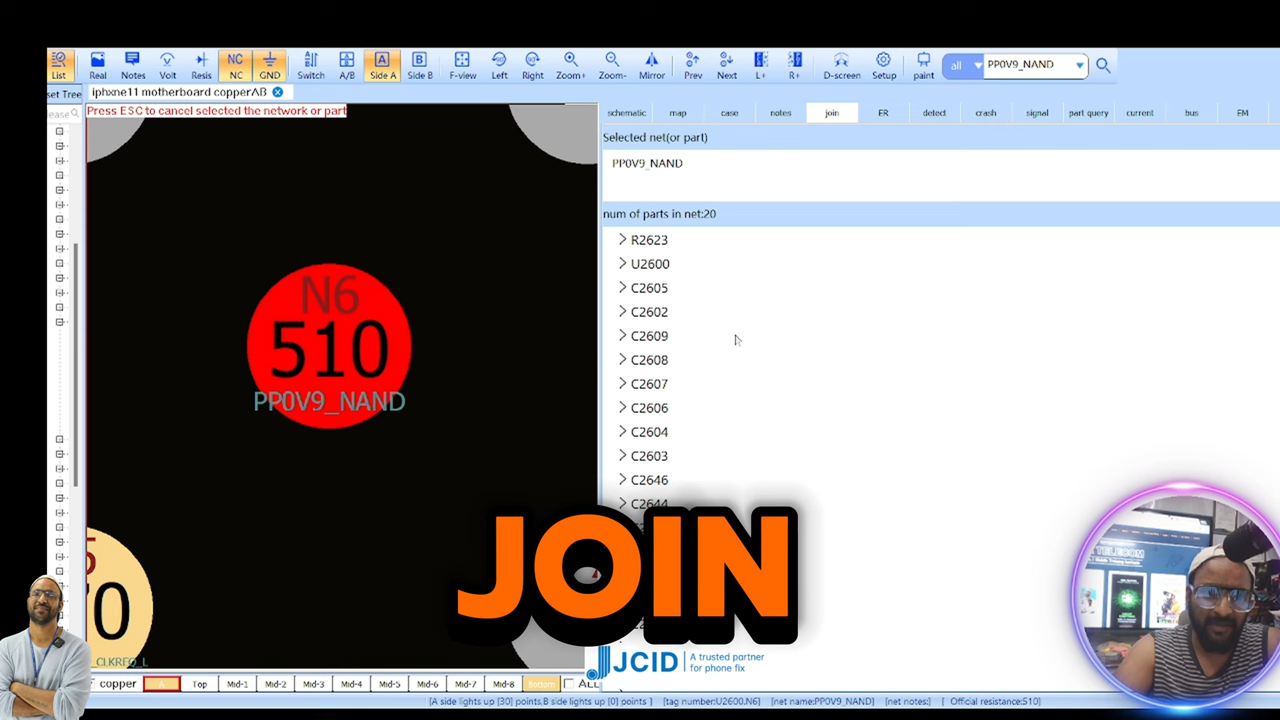 List
Real
Notes
Volt
Resis
NC
NC
GND
Switch
A/B
A
Side A
B
Side B
F-view
Left
Right
Zoom+
Zoom-
Mirror
Prev
Next
L+
R+
D-screen
Setup
paint
all
PP0V9_NAND
set Tree
iphxne11 motherboard copperAB
Press ESC to cancel selected the network or part
schematic
map
case
notes
join
ER
detect
crash
signal
part query
current
bus
EM
Selected net(or part)
PP0V9_NAND
num of parts in net:20
R2623
U2600
C2605
C2602
C2609
C2608
C2607
C2606
C2604
C2603
C2646
C2644
N6
510
PP0V9_NAND
JOIN
TELECOM
JCID
A trusted partner
for phone fix
copper
A
Top
Mid-1
Mid-2
Mid-3
Mid-4
Mid-5
Mid-6
Mid-7
Mid-8
Bottom
[A side lights up [30] points,B side lights up [0] points]
[tag number:U2600.N6]
[net name:PP0V9_NAND]
[net notes:]
[Official resistance:510]